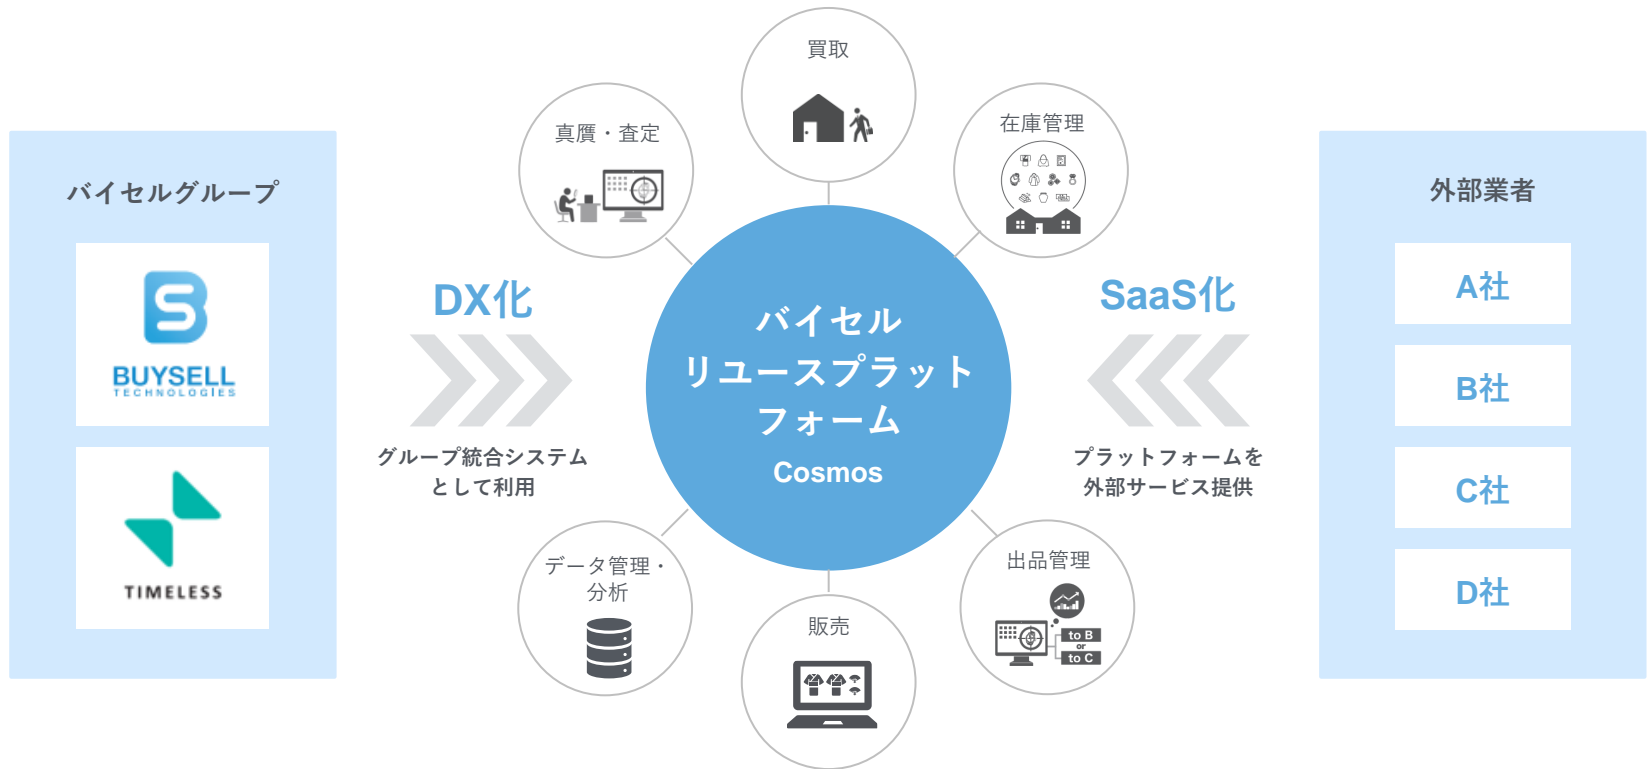 バイセルグループ
BUYSELL
TECHNOLOGIES
TIMELESS
DX化
グループ統合システム
として利用
買取
真贋・査定
在庫管理
バイセル
リユースプラット
フォーム
Cosmos
データ管理・
分析
販売
出品管理
to B
or
to C
SaaS化
プラットフォームを
外部サービス提供
外部業者
A社
B社
C社
D社